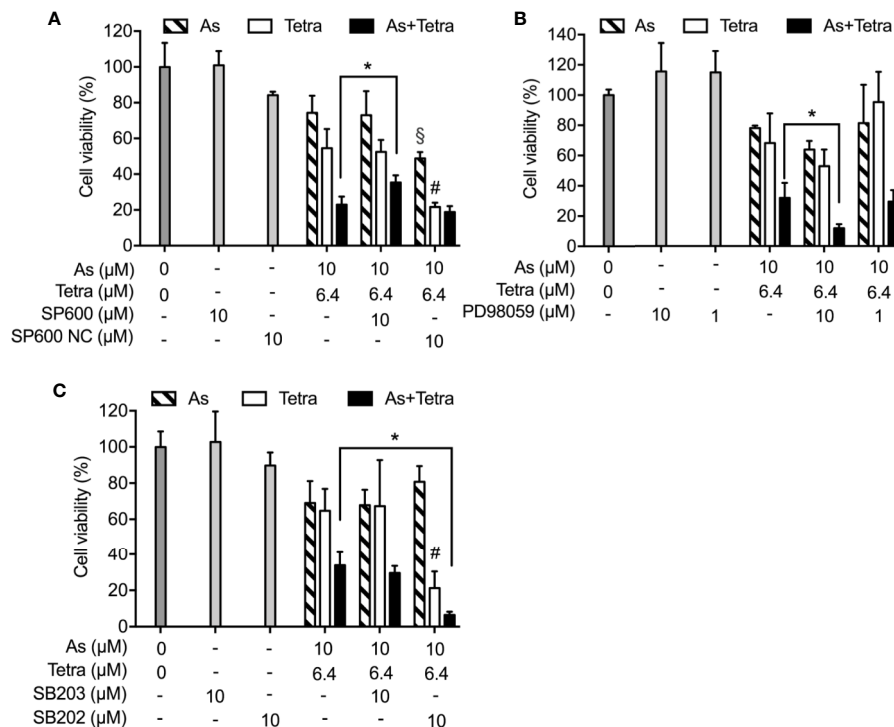 A
As Tetra As+Tetra
Cell viability (%)
120
100
80
60
40
20
0
*
§
#
As (µM) 0 - - 10 10 10
Tetra (µM) 0 - - 6.4 6.4 6.4
SP600 (µM) - 10 - - 10 -
SP600 NC (µM) - - 10 - - 10
B
As Tetra As+Tetra
Cell viability (%)
140
120
100
80
60
40
20
0
*
As (µM) 0 - - 10 10 10
Tetra (µM) 0 - - 6.4 6.4 6.4
PD98059 (µM) - 10 1 - 10 1
C
As Tetra As+Tetra
Cell viability (%)
120
100
80
60
40
20
0
*
#
As (µM) 0 - - 10 10 10
Tetra (µM) 0 - - 6.4 6.4 6.4
SB203 (µM) - 10 - - 10 -
SB202 (µM) - - 10 - - 10